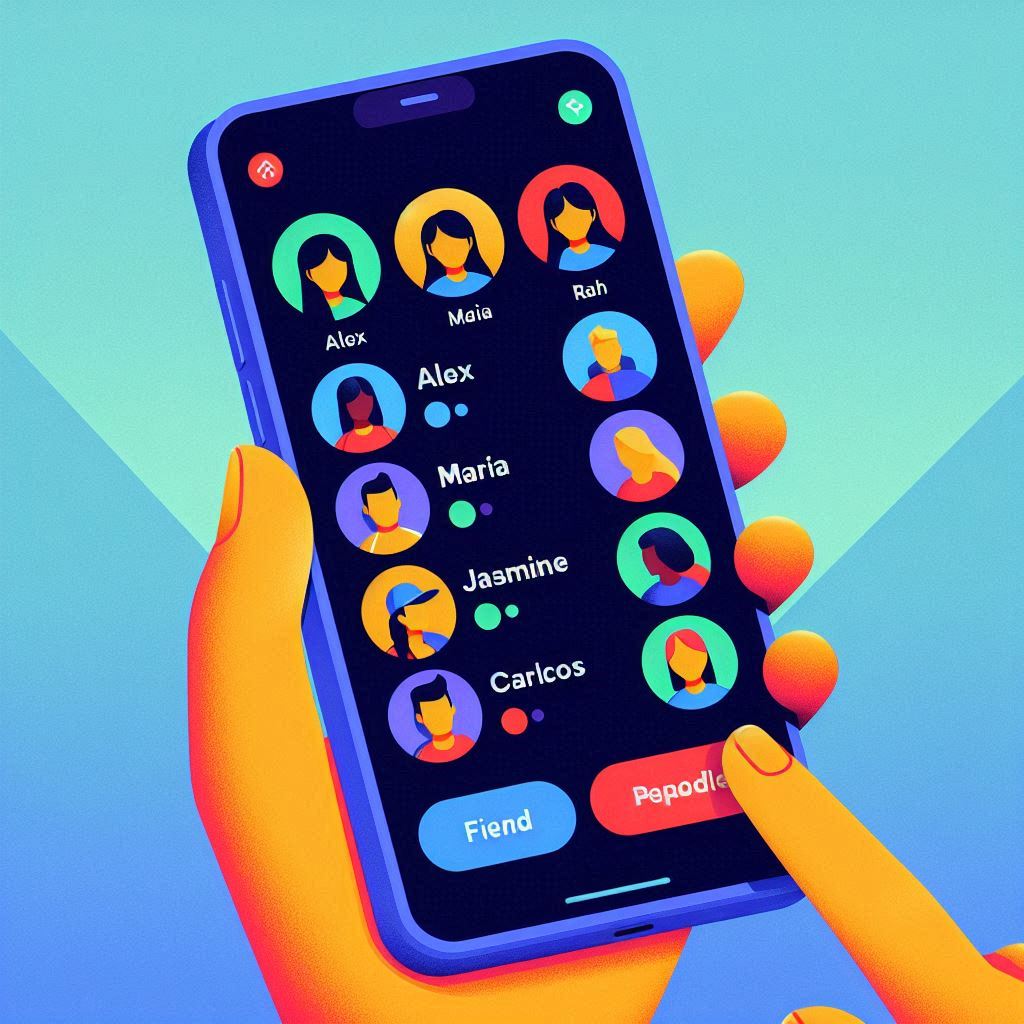 Alex
Maia
Rah
Alex
Maria
Jasmine
Carlcos
Fiend
Pepodle